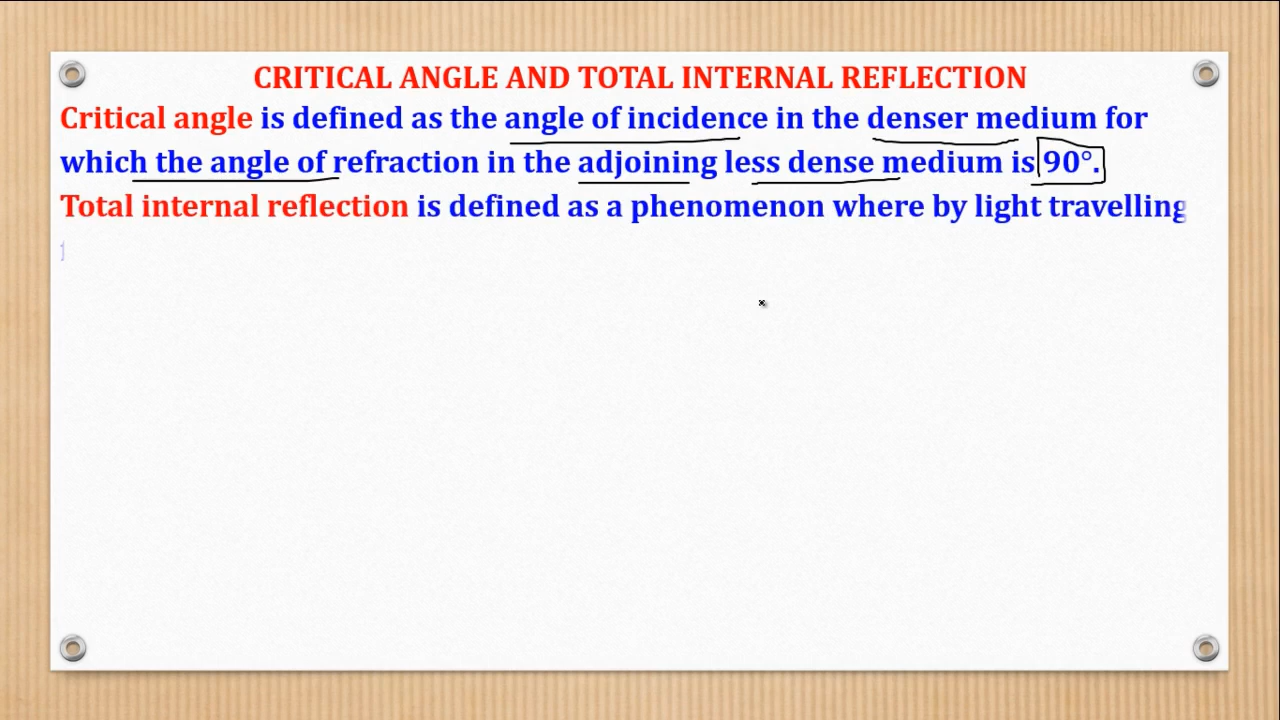 CRITICAL ANGLE AND TOTAL INTERNAL REFLECTION
Critical angle is defined as the angle of incidence in the denser medium for
which the angle of refraction in the adjoining less dense medium is 90°.
Total internal reflection is defined as a phenomenon where by light travelling